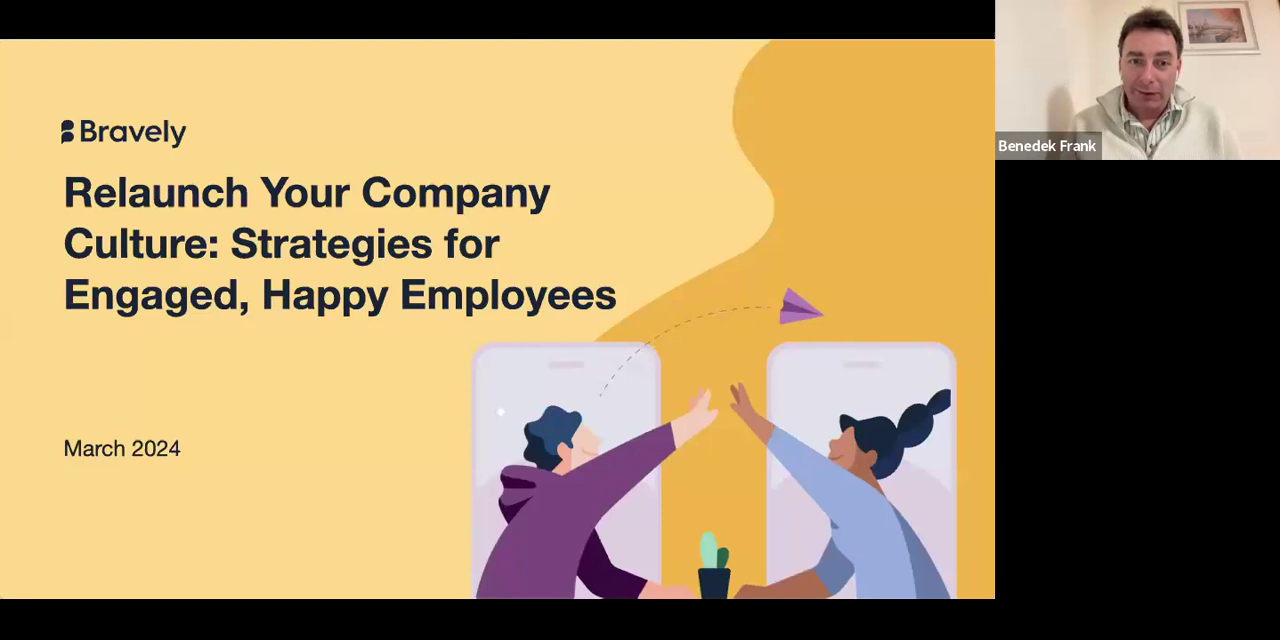 Bravely
Relaunch Your Company
Culture: Strategies for
Engaged, Happy Employees
March 2024
Benedek Frank